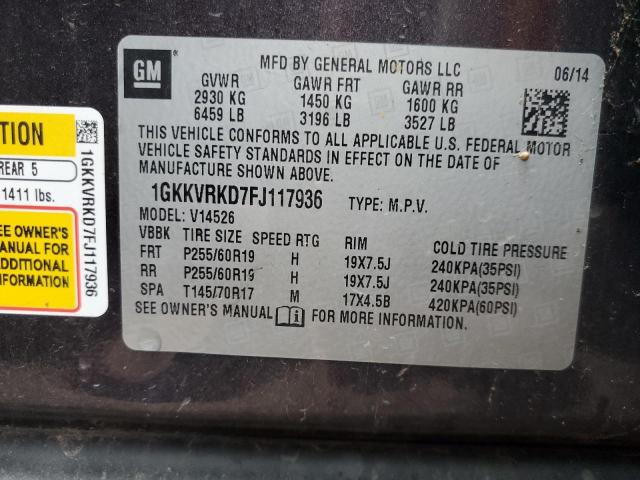 GM
MFD BY GENERAL MOTORS LLC
06/14
GVWR GAWR FRT GAWR RR
2930 KG 1450 KG 1600 KG
6459 LB 3196 LB 3527 LB
THIS VEHICLE CONFORMS TO ALL APPLICABLE U.S. FEDERAL MOTOR
VEHICLE SAFETY STANDARDS IN EFFECT ON THE DATE OF
MANUFACTURE SHOWN ABOVE.
1GKKVRKD7FJ117936 TYPE: M.P.V.
MODEL: V14526
VBBK TIRE SIZE SPEED RTG RIM COLD TIRE PRESSURE
FRT P255/60R19 H 19X7.5J 240KPA(35PSI)
RR P255/60R19 H 19X7.5J 240KPA(35PSI)
SPA T145/70R17 M 17X4.5B 420KPA(60PSI)
SEE OWNER'S MANUAL FOR MORE INFORMATION.
TION
REAR 5
1411 lbs.
EE OWNER'S
ANUAL FOR
ADDITIONAL
NFORMATION
1GKKVRKD7FJ117936